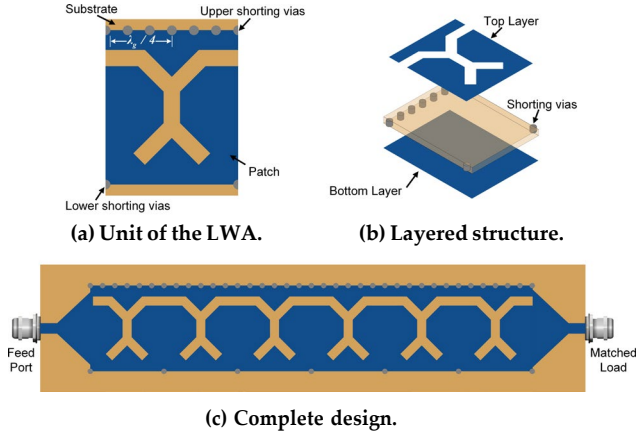 Substrate
Upper shorting vias
λg / 4
Patch
Lower shorting vias
(a) Unit of the LWA.
Top Layer
Shorting vias
Bottom Layer
(b) Layered structure.
Feed
Port
Matched
Load
(c) Complete design.